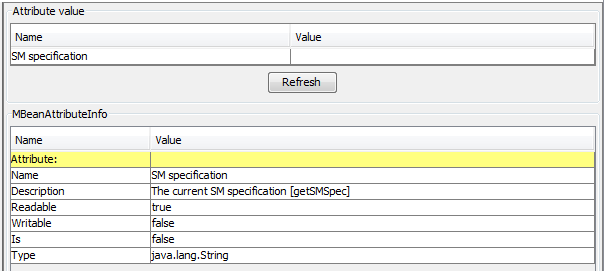 Attribute value
Name Value
SM specification
Refresh
MBeanAttributeInfo
Name Value
Attribute:
Name SM specification
Description The current SM specification [getSMSpec]
Readable true
Writable false
Is false
Type java.lang.String